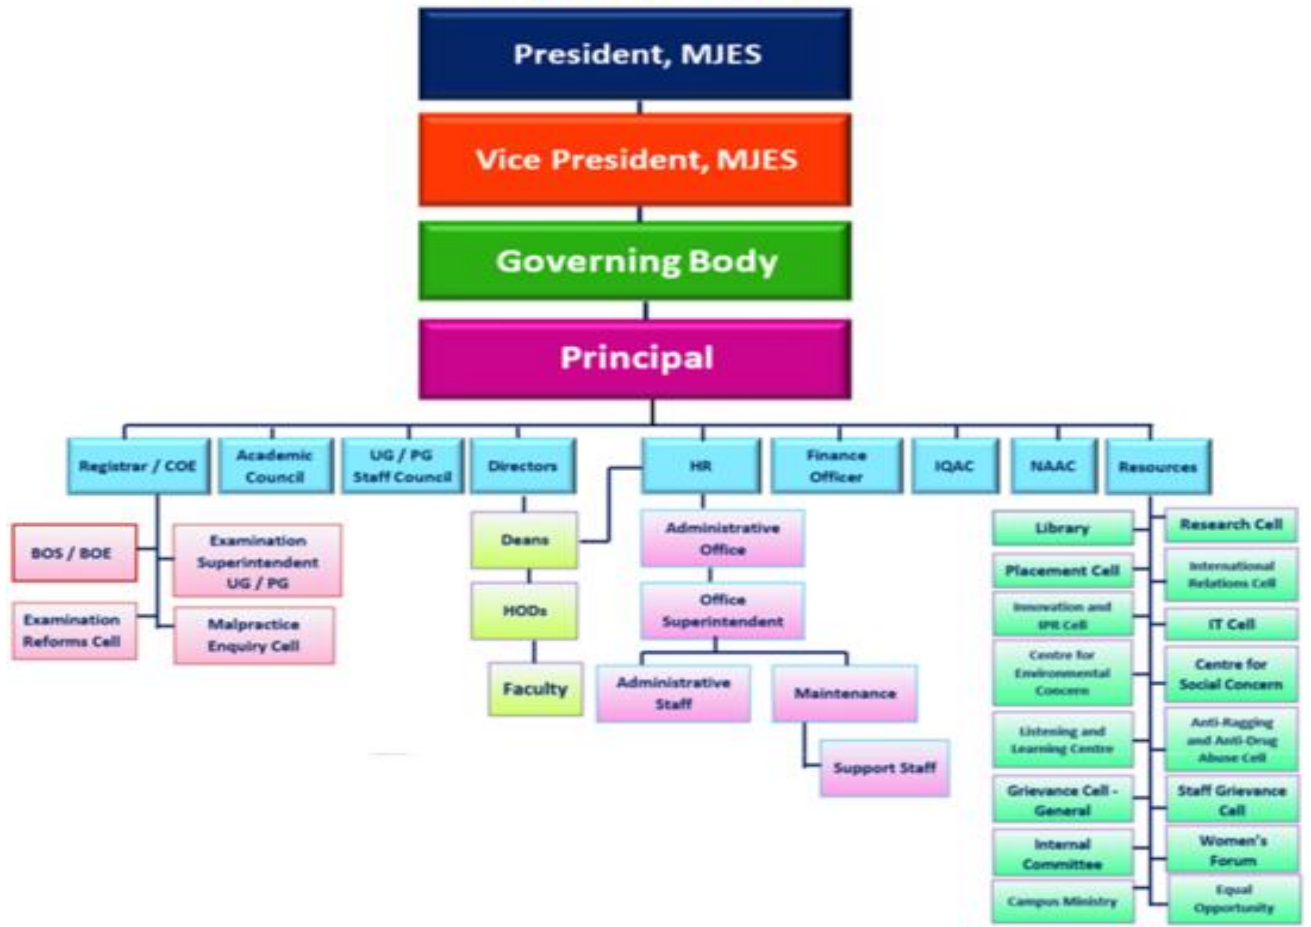 President, MJES
Vice President, MJES
Governing Body
Principal
Registrar / COE
Academic
Council
UG / PG
Staff Council
Directors
HR
Finance
Officer
IQAC
NAAC
Resources
BOS / BOE
Examination
Superintendent
UG / PG
Examination
Reforms Cell
Malpractice
Enquiry Cell
Deans
HODs
Faculty
Administrative
Office
Office
Superintendent
Administrative
Staff
Maintenance
Support Staff
Library
Research Cell
Placement Cell
International
Relations Cell
Innovation and
IPR Cell
IT Cell
Centre for
Environmental
Concern
Centre for
Social Concern
Listening and
Learning Centre
Anti-Ragging
and Anti-Drug
Abuse Cell
Grievance Cell -
General
Staff Grievance
Cell
Internal
Committee
Women's
Forum
Campus Ministry
Equal
Opportunity